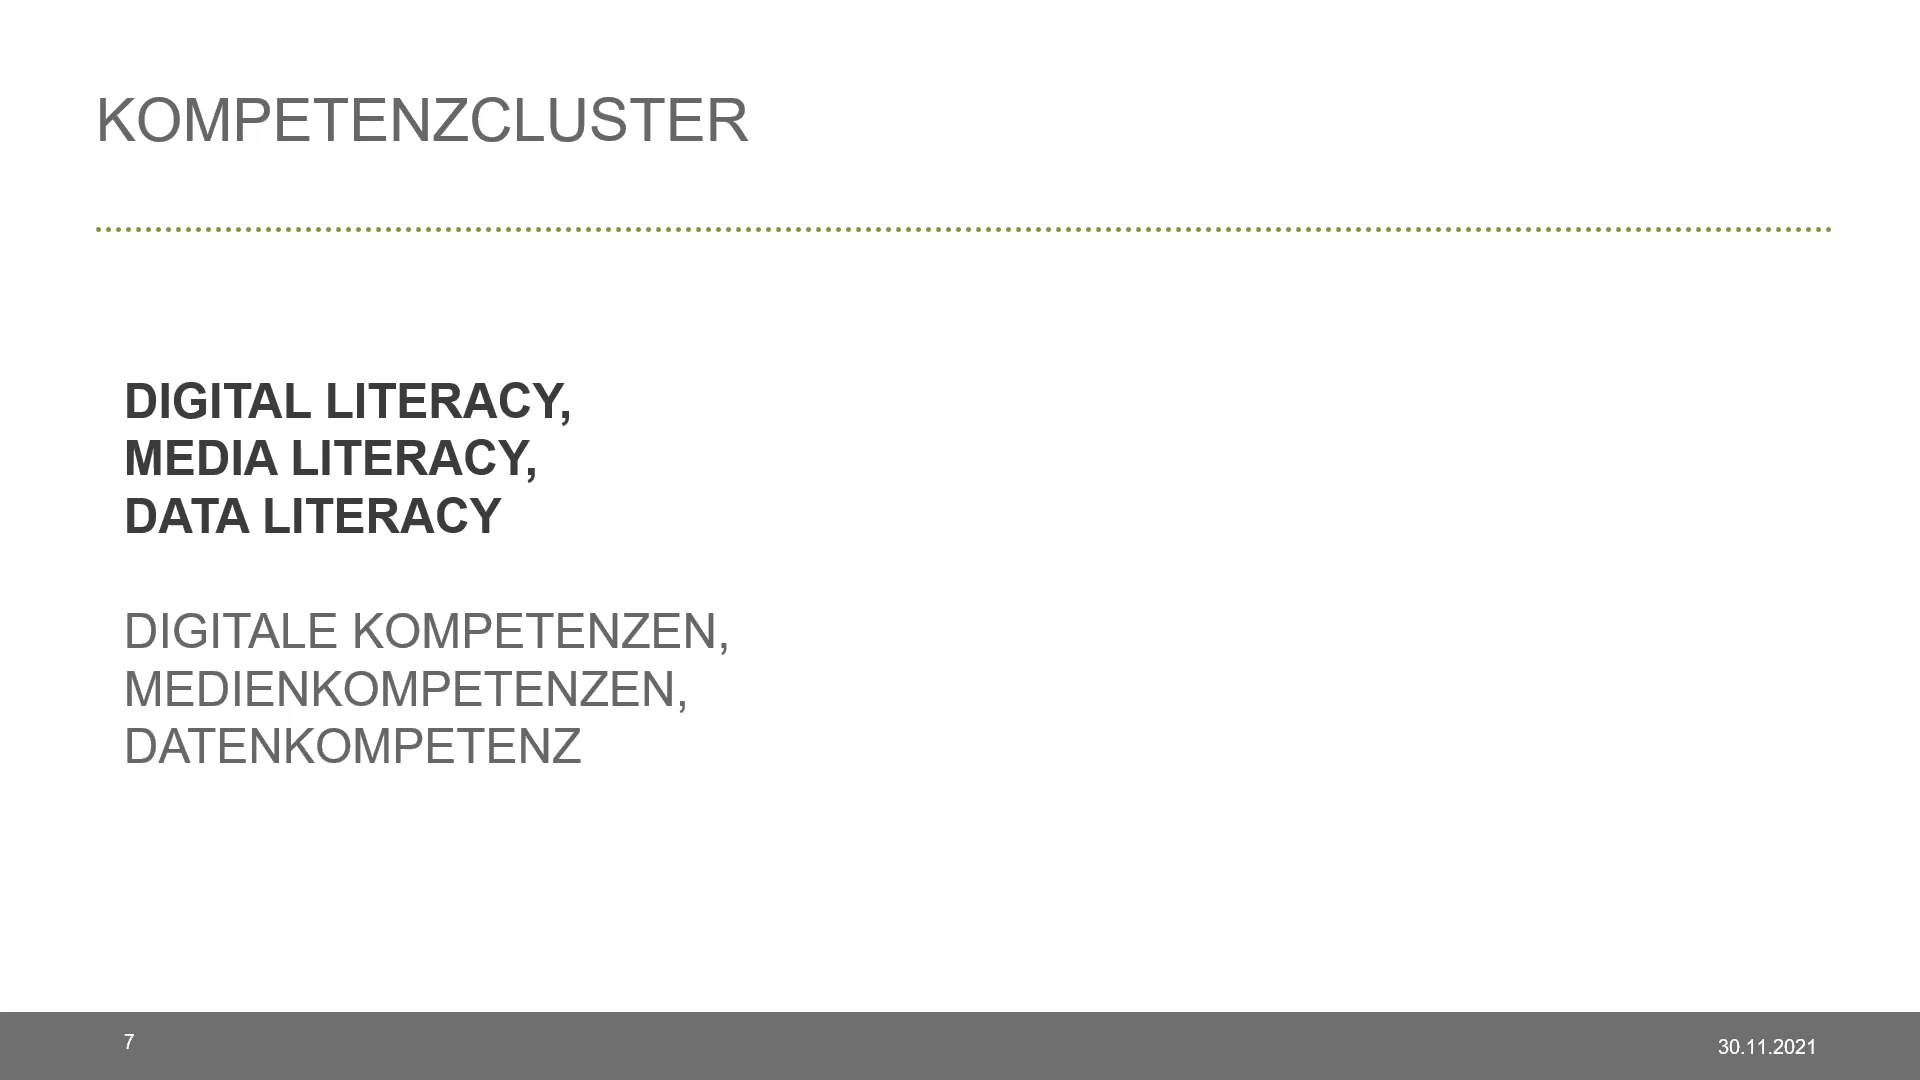 KOMPETENZCLUSTER
DIGITAL LITERACY,
MEDIA LITERACY,
DATA LITERACY
DIGITALE KOMPETENZEN,
MEDIENKOMPETENZEN,
DATENKOMPETENZ
7
30.11.2021